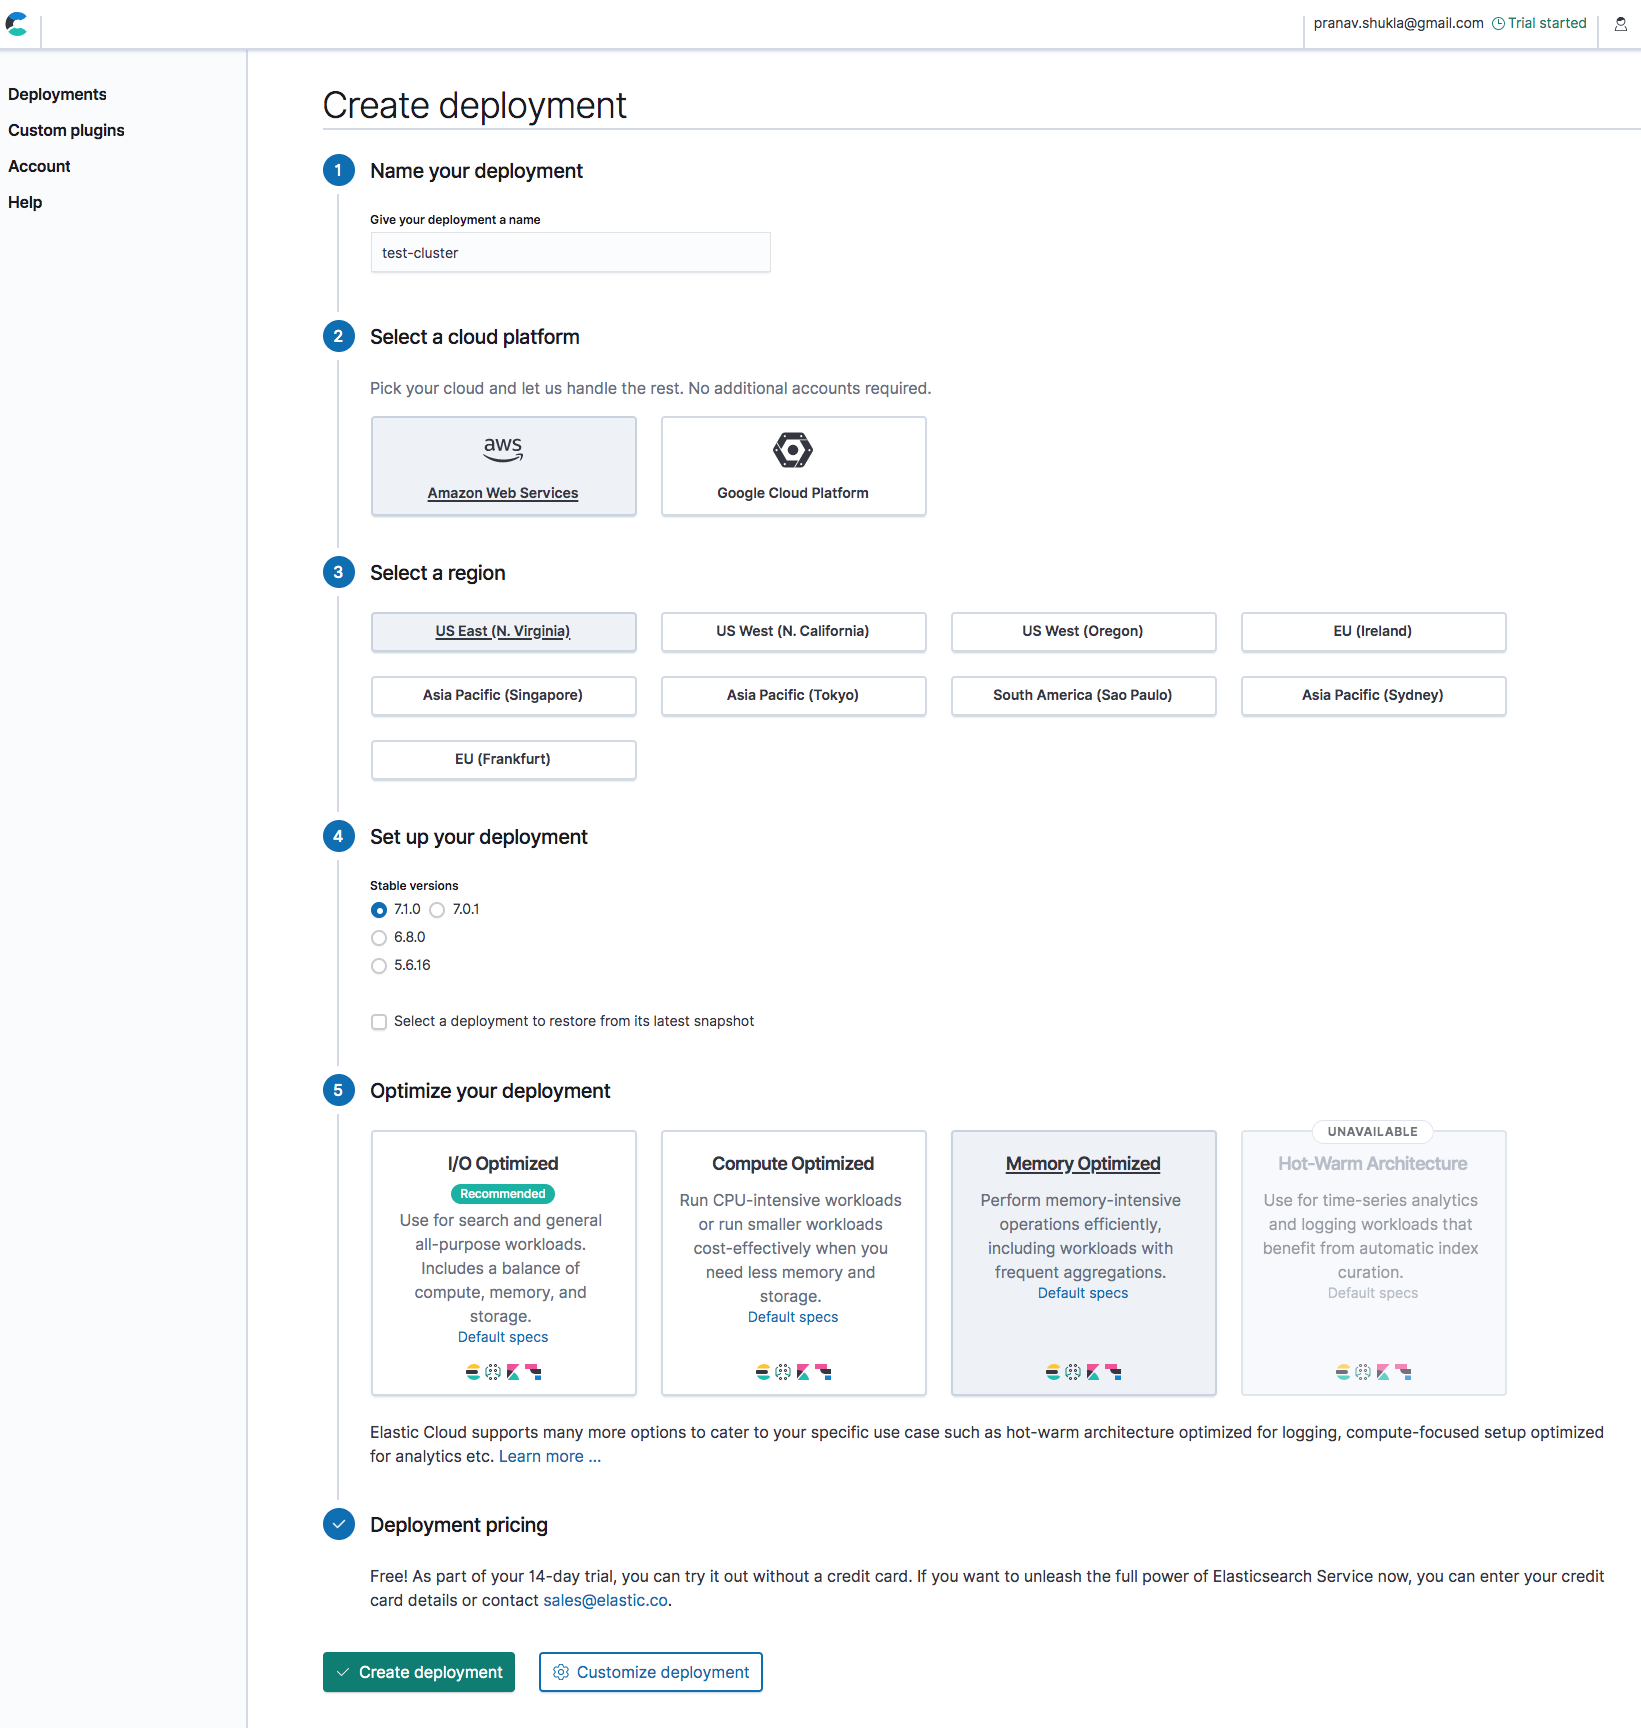 pranav.shukla@gmail.com Trial started
Deployments
Custom plugins
Account
Help
Create deployment
1 Name your deployment
Give your deployment a name
test-cluster
2 Select a cloud platform
Pick your cloud and let us handle the rest. No additional accounts required.
aws
Amazon Web Services
Google Cloud Platform
3 Select a region
US East (N. Virginia)
US West (N. California)
US West (Oregon)
EU (Ireland)
Asia Pacific (Singapore)
Asia Pacific (Tokyo)
South America (Sao Paulo)
Asia Pacific (Sydney)
EU (Frankfurt)
4 Set up your deployment
Stable versions
7.1.0 7.0.1
6.8.0
5.6.16
Select a deployment to restore from its latest snapshot
5 Optimize your deployment
I/O Optimized
Recommended
Use for search and general
all-purpose workloads.
Includes a balance of
compute, memory, and
storage.
Default specs
Compute Optimized
Run CPU-intensive workloads
or run smaller workloads
cost-effectively when you
need less memory and
storage.
Default specs
Memory Optimized
Perform memory-intensive
operations efficiently,
including workloads with
frequent aggregations.
Default specs
UNAVAILABLE
Hot-Warm Architecture
Use for time-series analytics
and logging workloads that
benefit from automatic index
curation.
Default specs
Elastic Cloud supports many more options to cater to your specific use case such as hot-warm architecture optimized for logging, compute-focused setup optimized
for analytics etc. Learn more ...
Deployment pricing
Free! As part of your 14-day trial, you can try it out without a credit card. If you want to unleash the full power of Elasticsearch Service now, you can enter your credit
card details or contact sales@elastic.co.
Create deployment
Customize deployment